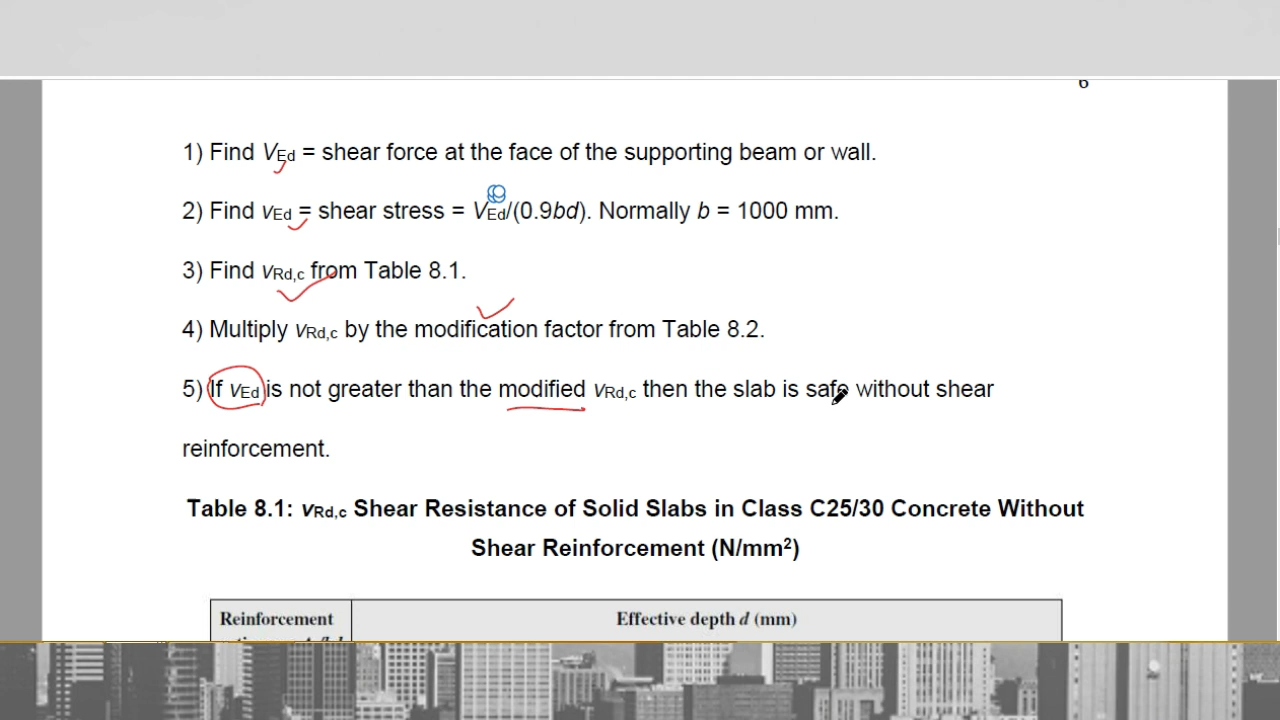 6
1) Find VEd = shear force at the face of the supporting beam or wall.
2) Find vEd = shear stress = VEd/(0.9bd). Normally b = 1000 mm.
3) Find vRd,c from Table 8.1.
4) Multiply vRd,c by the modification factor from Table 8.2.
5) If vEd is not greater than the modified vRd,c then the slab is safe without shear
reinforcement.
Table 8.1: vRd,c Shear Resistance of Solid Slabs in Class C25/30 Concrete Without
Shear Reinforcement (N/mm²)
Reinforcement
Effective depth d (mm)